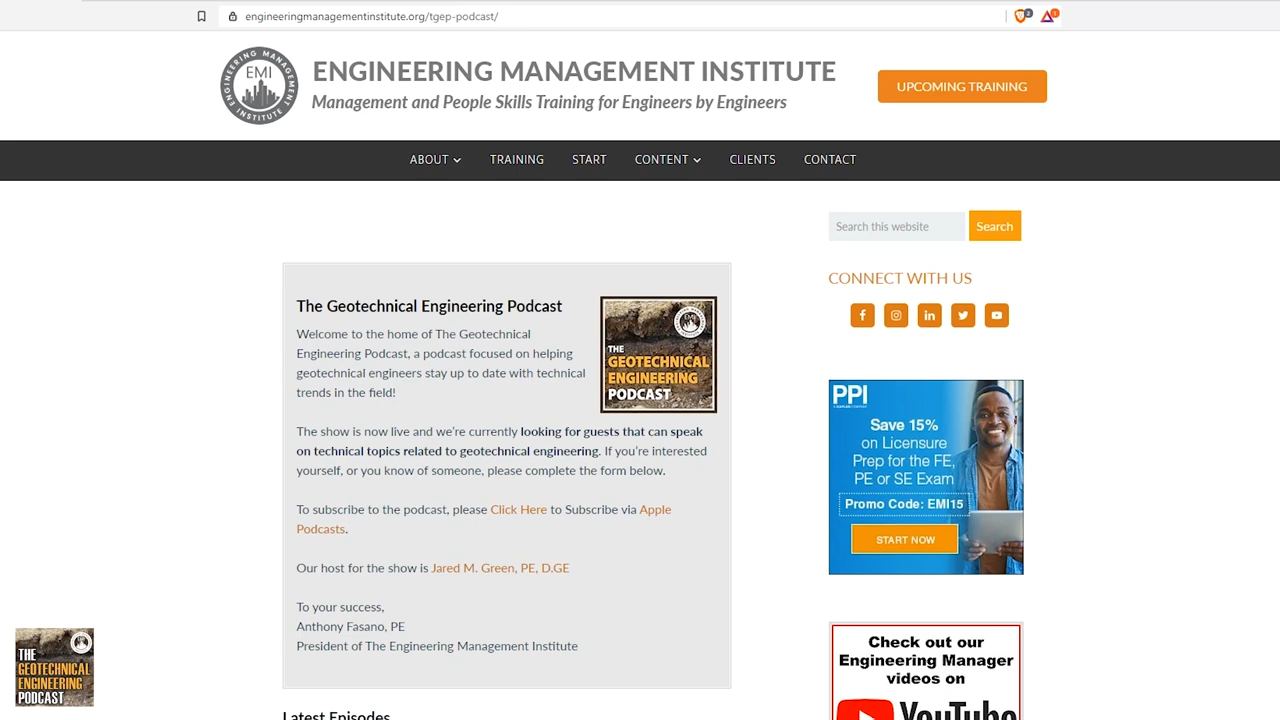 engineeringmanagementinstitute.org/tgep-podcast/
3
1
ENGINEERING MANAGEMENT INSTITUTE
EMI
ENGINEERING MANAGEMENT INSTITUTE
Management and People Skills Training for Engineers by Engineers
UPCOMING TRAINING
ABOUT
TRAINING
START
CONTENT
CLIENTS
CONTACT
Search this website
Search
CONNECT WITH US
The Geotechnical Engineering Podcast
Welcome to the home of The Geotechnical
Engineering Podcast, a podcast focused on helping
geotechnical engineers stay up to date with technical
trends in the field!
EMI
THE
GEOTECHNICAL
ENGINEERING
PODCAST
The show is now live and we're currently looking for guests that can speak
on technical topics related to geotechnical engineering. If you're interested
yourself, or you know of someone, please complete the form below.
To subscribe to the podcast, please Click Here to Subscribe via Apple
Podcasts.
Our host for the show is Jared M. Green, PE, D.GE
To your success,
Anthony Fasano, PE
President of The Engineering Management Institute
Latest Episodes
PPI
Save 15%
on Licensure
Prep for the FE,
PE or SE Exam
Promo Code: EMI15
START NOW
Check out our
Engineering Manager
videos on
YouTube
THE
GEOTECHNICAL
ENGINEERING
PODCAST